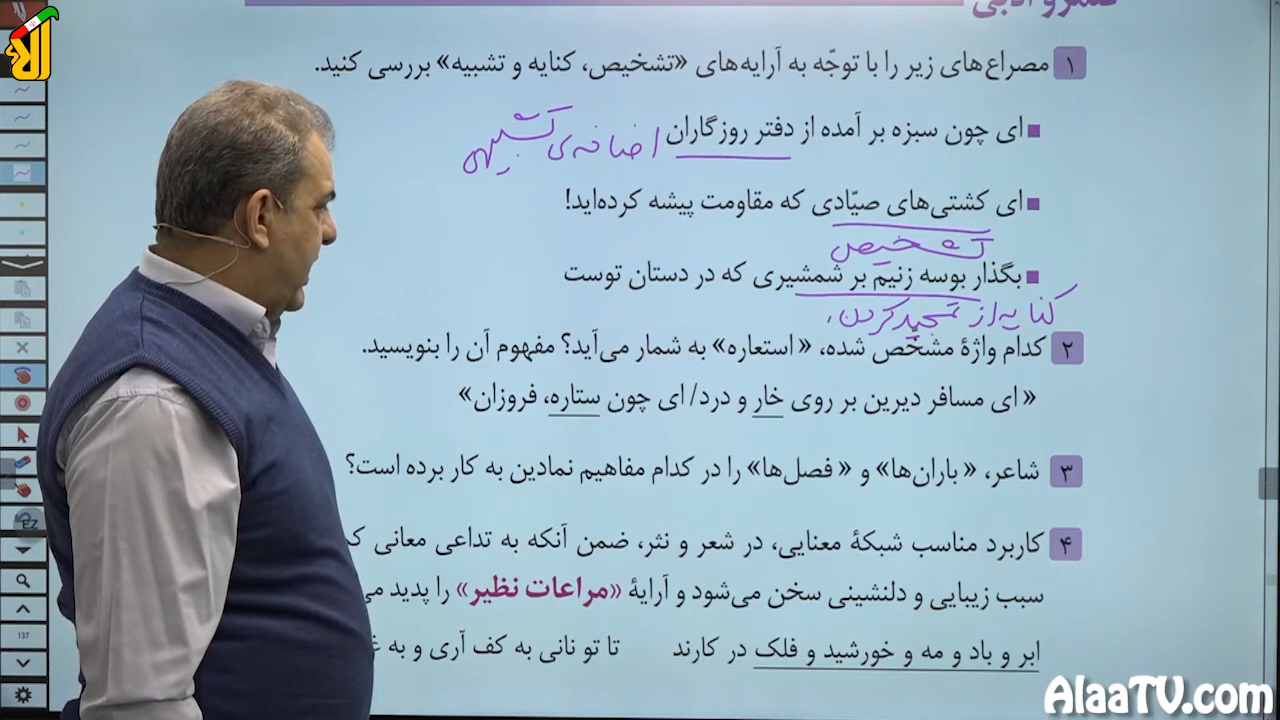 قلمرو ادبی
۱ مصراع‌های زیر را با توجّه به آرایه‌های «تشخیص، کنایه و تشبیه» بررسی کنید.
ای چون سبزه بر آمده از دفتر روزگاران اضافه‌ی تشبیهی
ای کشتی‌های صیّادی که مقاومت پیشه کرده‌اید!
تشخیص
بگذار بوسه زنیم بر شمشیری که در دستان توست
کنایه از تمجید کردن.
۲ کدام واژهٔ مشخّص شده، «استعاره» به شمار می‌آید؟ مفهوم آن را بنویسید.
«ای مسافر دیرین بر روی خار و درد/ ای چون ستاره، فروزان»
۳ شاعر، «باران‌ها» و «فصل‌ها» را در کدام مفاهیم نمادین به کار برده است؟
۴ کاربرد مناسب شبکهٔ معنایی، در شعر و نثر، ضمن آنکه به تداعی معانی
سبب زیبایی و دلنشینی سخن می‌شود و آرایهٔ «مراعات نظیر» را پدید
ابر و باد و مه و خورشید و فلک در کارند تا تو نانی به کف آری و به
EZ
137
الا
AlaaTV.com